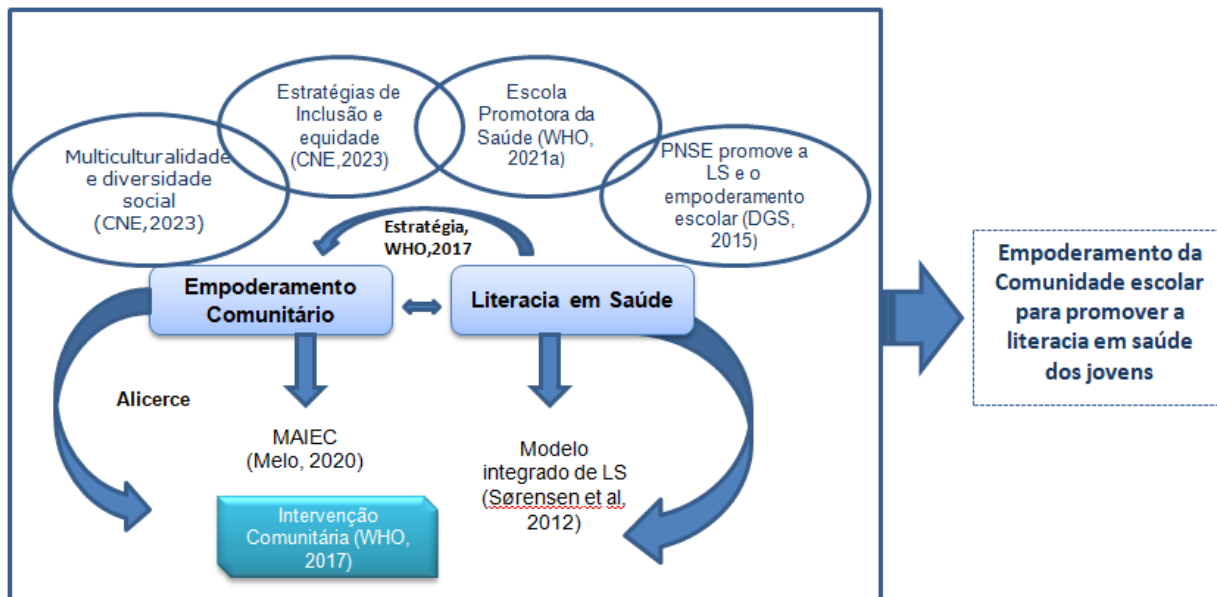 Multiculturalidade
e diversidade
social
(CNE,2023)
Estratégias de
Inclusão e
equidade
(CNE,2023)
Escola
Promotora da
Saúde (WHO,
2021a)
PNSE promove a
LS e o
empoderamento
escolar (DGS,
2015)
Estratégia,
WHO,2017
Empoderamento
Comunitário
Literacia em Saúde
Alicerce
MAIEC
(Melo, 2020)
Modelo
integrado de LS
(Sørensen et al,
2012)
Intervenção
Comunitária (WHO,
2017)
Empoderamento da
Comunidade escolar
para promover a
literacia em saúde
dos jovens